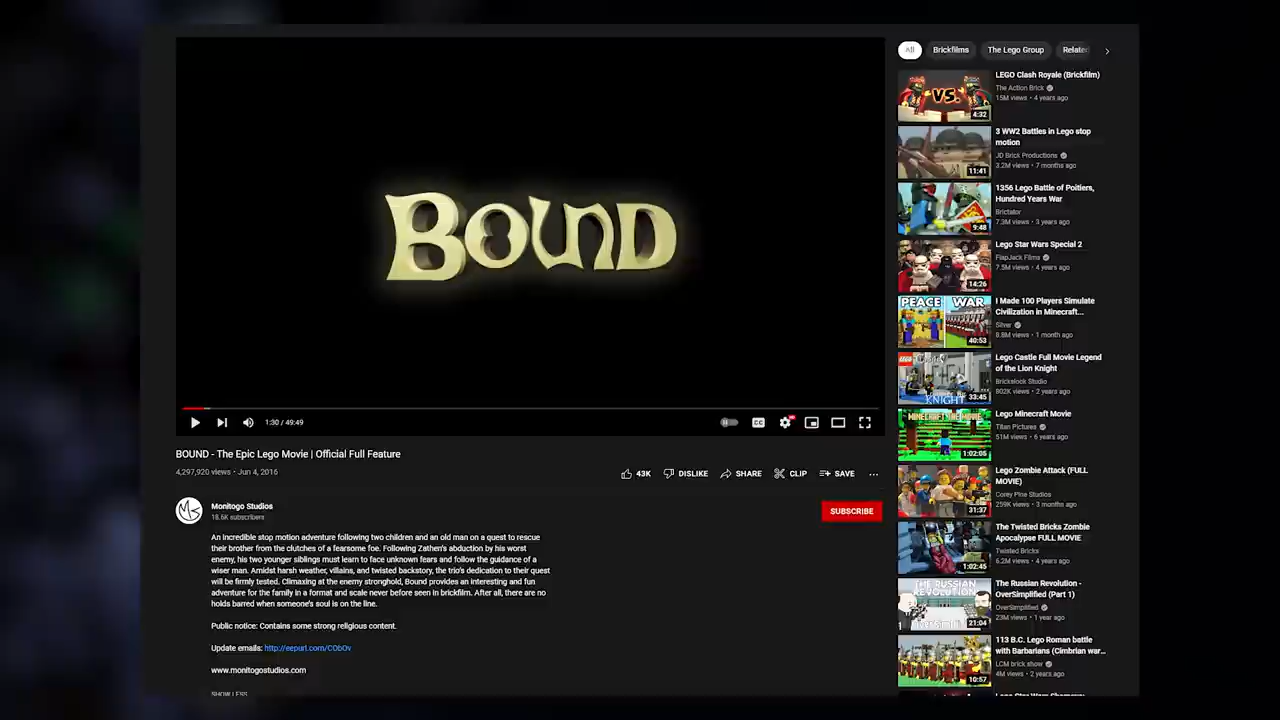 BOUND
1:30 / 49:49
BOUND - The Epic Lego Movie | Official Full Feature
4,297,920 views • Jun 4, 2016
43K
DISLIKE
SHARE
CLIP
SAVE
Monitogo Studios
18.6K subscribers
SUBSCRIBE
An incredible stop motion adventure following two children and an old man on a quest to rescue
their brother from the clutches of a fearsome foe. Following Zathen's abduction by his worst
enemy, his two younger siblings must learn to face unknown fears and follow the guidance of a
wiser man. Amidst harsh weather, villains, and twisted backstory, the trio's dedication to their quest
will be firmly tested. Climaxing at the enemy stronghold, Bound provides an interesting and fun
adventure for the family in a format and scale never before seen in brickfilm. After all, there are no
holds barred when someone's soul is on the line.
Public notice: Contains some strong religious content.
Update emails: http://eepurl.com/CObOv
www.monitogostudios.com
SHOW LESS
All
Brickfilms
The Lego Group
Related
VS.
4:32
LEGO Clash Royale (Brickfilm)
The Action Brick
15M views • 4 years ago
11:41
3 WW2 Battles in Lego stop
motion
JD Brick Productions
3.2M views • 7 months ago
9:48
1356 Lego Battle of Poitiers,
Hundred Years War
Brictator
7.3M views • 3 years ago
14:26
Lego Star Wars Special 2
FlapJack Films
7.5M views • 4 years ago
PEACE WAR
40:53
I Made 100 Players Simulate
Civilization in Minecraft...
Silver
8.8M views • 1 month ago
LEGO
KNIGHT
33:45
Lego Castle Full Movie Legend
of the Lion Knight
Brickslock Studio
802K views • 2 years ago
MINECRAFT THE MOVIE
1:02:05
Lego Minecraft Movie
Titan Pictures
51M views • 6 years ago
31:37
Lego Zombie Attack (FULL
MOVIE)
Corey Pine Studios
259K views • 3 months ago
1:02:45
The Twisted Bricks Zombie
Apocalypse FULL MOVIE
Twisted Bricks
6.2M views • 4 years ago
THE RUSSIAN
REVOLUTION
21:04
The Russian Revolution -
OverSimplified (Part 1)
OverSimplified
23M views • 1 year ago
10:57
113 B.C. Lego Roman battle
with Barbarians (Cimbrian war...
LCM brick show
4M views • 2 years ago